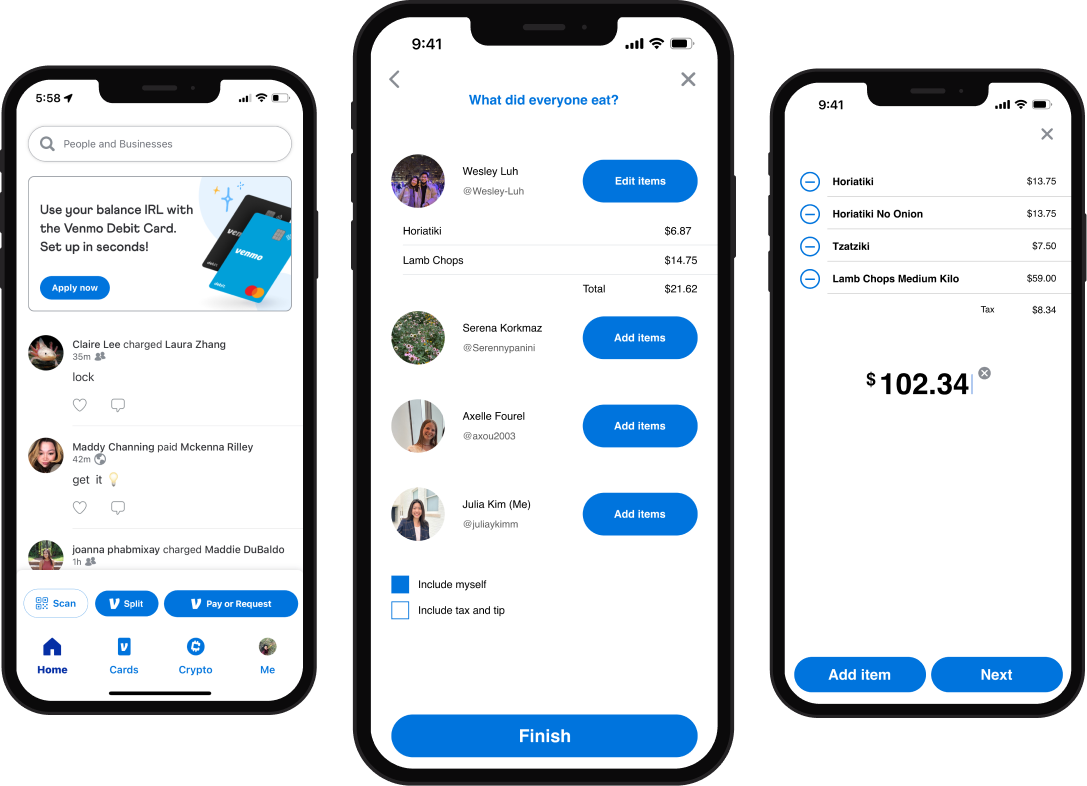 5:58
People and Businesses
Use your balance IRL with
the Venmo Debit Card.
Set up in seconds!
venmo
venmo
debit
debit
Apply now
Claire Lee charged Laura Zhang
35m
lock
Maddy Channing paid Mckenna Rilley
42m
get it
joanna phabmixay charged Maddie DuBaldo
1h
Scan
Split
Pay or Request
Home
Cards
Crypto
Me
9:41
What did everyone eat?
Wesley Luh
@Wesley-Luh
Edit items
Horiatiki $6.87
Lamb Chops $14.75
Total $21.62
Serena Korkmaz
@Serennypanini
Add items
Axelle Fourel
@axou2003
Add items
Julia Kim (Me)
@juliaykimm
Add items
Include myself
Include tax and tip
Finish
9:41
Horiatiki $13.75
Horiatiki No Onion $13.75
Tzatziki $7.50
Lamb Chops Medium Kilo $59.00
Tax $8.34
$102.34
Add item
Next